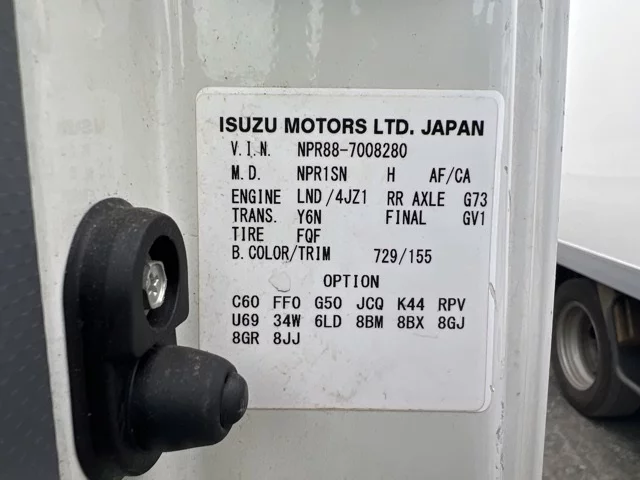 ISUZU MOTORS LTD. JAPAN
V.I.N. NPR88-7008280
M.D. NPR1SN H AF/CA
ENGINE LND/4JZ1 RR AXLE G73
TRANS. Y6N FINAL GV1
TIRE FQF
B.COLOR/TRIM 729/155
OPTION
C60 FF0 G50 JCQ K44 RPV
U69 34W 6LD 8BM 8BX 8GJ
8GR 8JJ